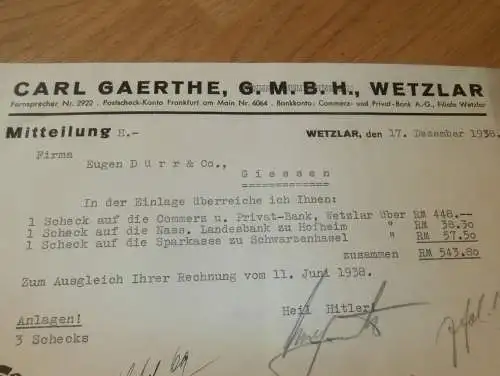 CARL GAERTHE, G.M.B.H., WETZLAR
Fernsprecher Nr. 2922 . Postscheck-Konto Frankfurt am Main Nr. 4064 . Bankkonto: Commerz- und Privat-Bank A.-G., Filiale Wetzlar
Mitteilung H.- WETZLAR, den 17. Dezember 1938.
Firma
Eugen Dürr & Co.,
Giessen
============
In der Einlage überreiche ich Ihnen:
1 Scheck auf die Commerz u. Privat-Bank, Wetzlar über RM 448.--
1 Scheck auf die Nass. Landesbank zu Hofheim " RM 38.30
1 Scheck auf die Sparkasse zu Schwarzenhasel " RM 57.50
zusammen RM 543.80
Zum Ausgleich Ihrer Rechnung vom 11. Juni 1938.
Heil Hitler!
Anlagen!
3 Schecks